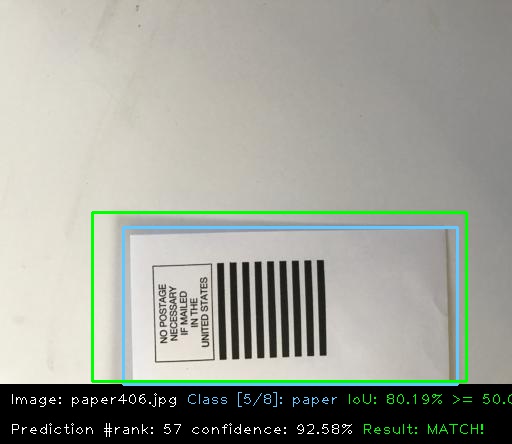 NO POSTAGE
NECESSARY
IF MAILED
IN THE
UNITED STATES
Image: paper406.jpg Class [5/8]: paper IoU: 80.19% >= 50.0
Prediction #rank: 57 confidence: 92.58% Result: MATCH!